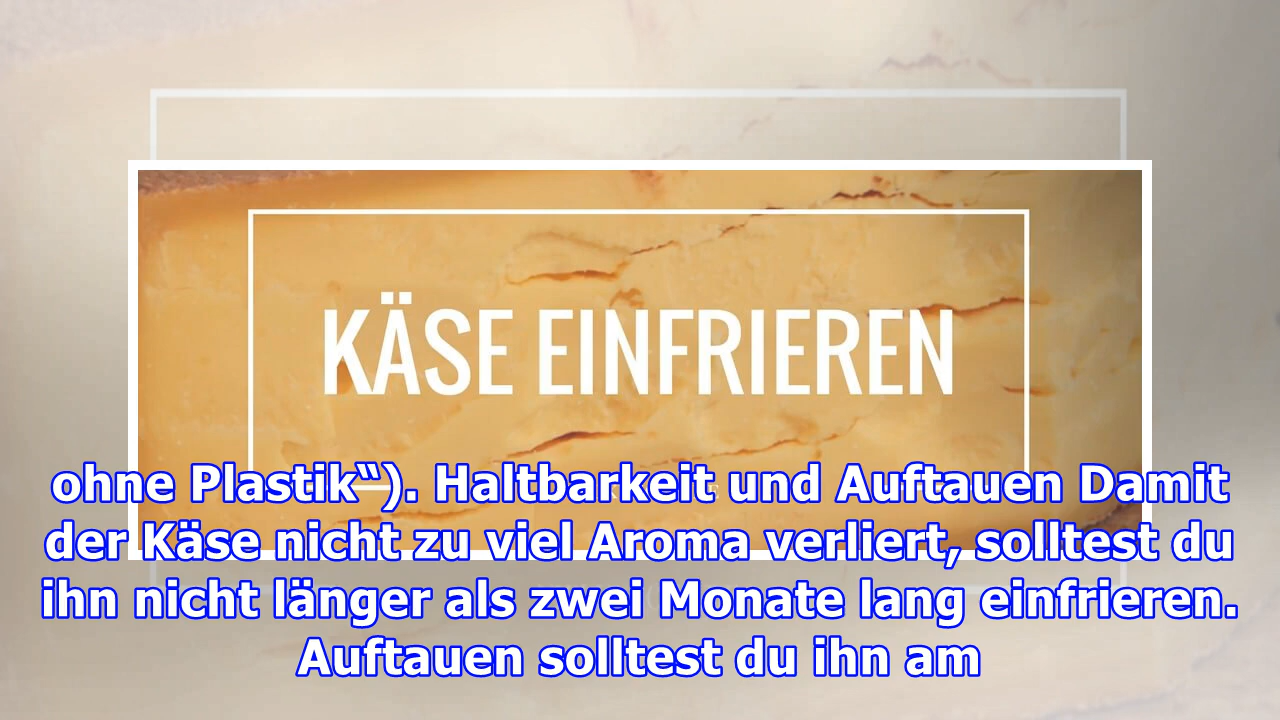 KÄSE EINFRIEREN
ohne Plastik“). Haltbarkeit und Auftauen Damit
der Käse nicht zu viel Aroma verliert, solltest du
ihn nicht länger als zwei Monate lang einfrieren.
Auftauen solltest du ihn am